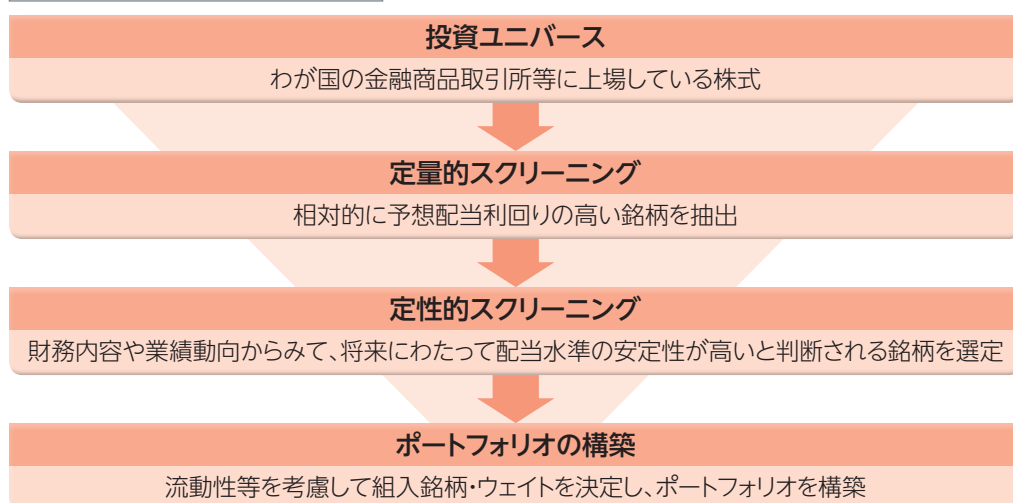 投資ユニバース
わが国の金融商品取引所等に上場している株式
定量的スクリーニング
相対的に予想配当利回りの高い銘柄を抽出
定性的スクリーニング
財務内容や業績動向からみて、将来にわたって配当水準の安定性が高いと判断される銘柄を選定
ポートフォリオの構築
流動性等を考慮して組入銘柄・ウェイトを決定し、ポートフォリオを構築